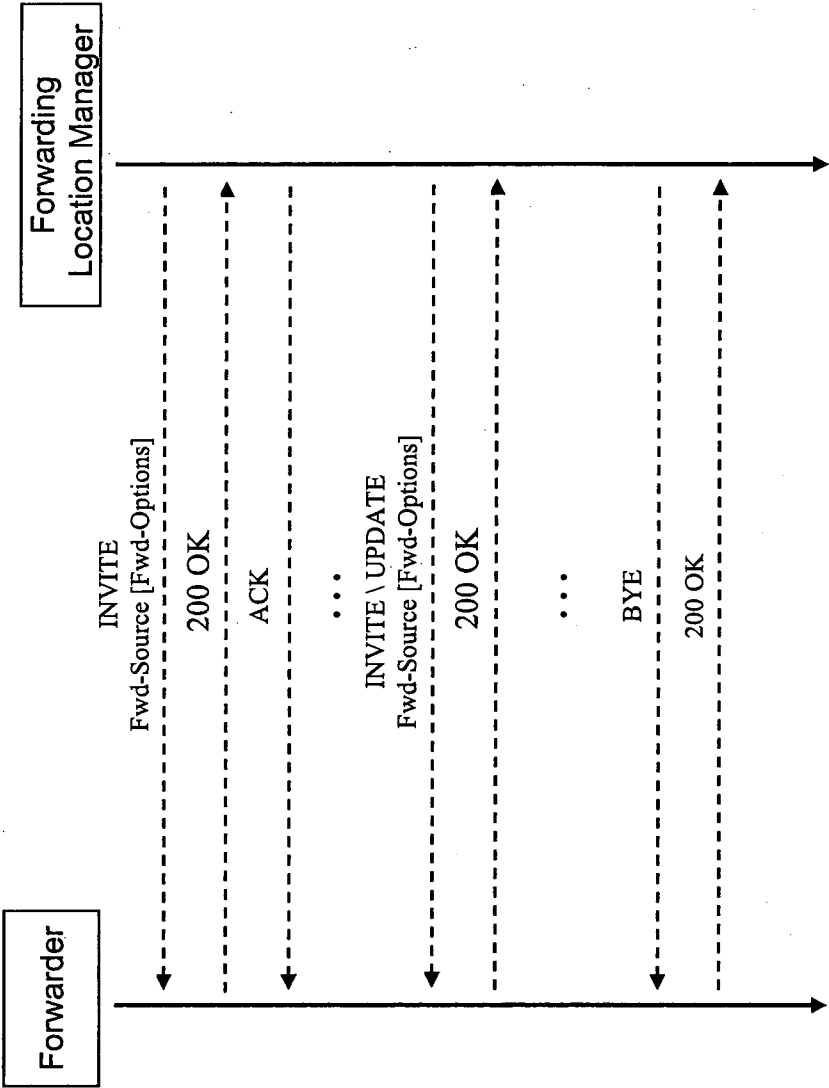 Forwarder
Forwarding
Location Manager
INVITE
Fwd-Source [Fwd-Options]
200 OK
ACK
...
INVITE \ UPDATE
Fwd-Source [Fwd-Options]
200 OK
...
BYE
200 OK